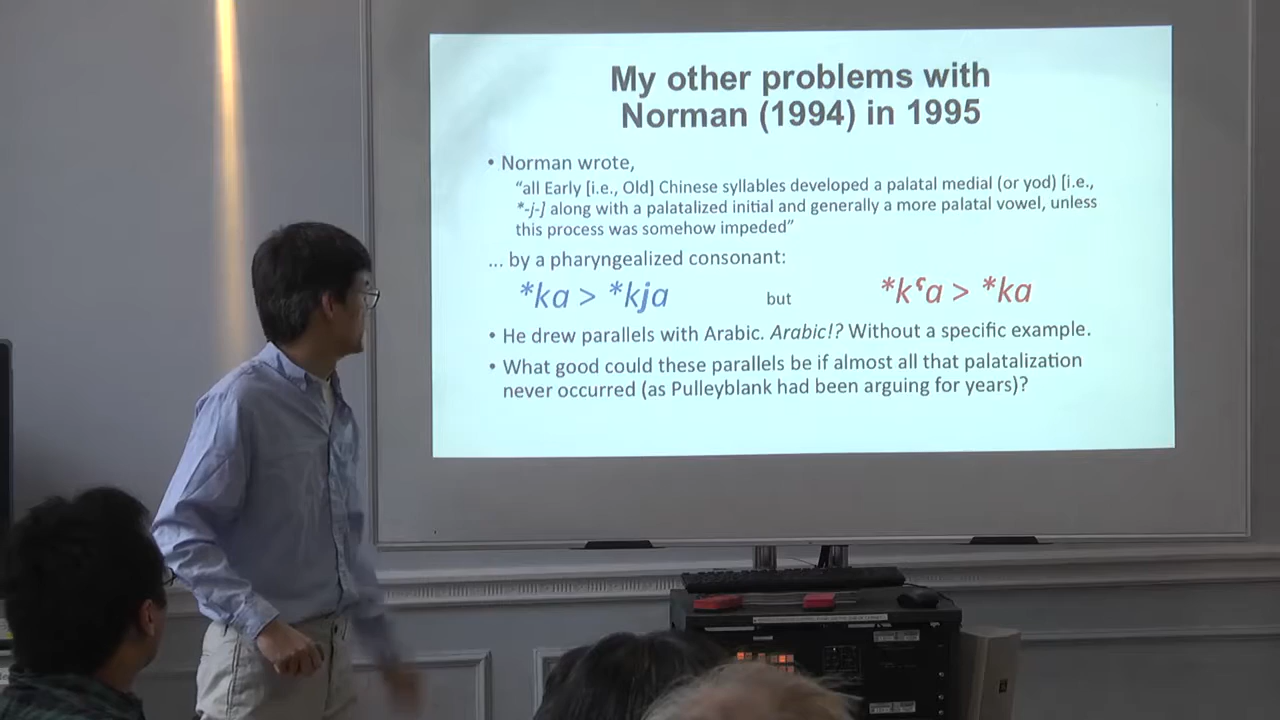 My other problems with
Norman (1994) in 1995
• Norman wrote,
“all Early [i.e., Old] Chinese syllables developed a palatal medial (or yod) [i.e.,
*-j-] along with a palatalized initial and generally a more palatal vowel, unless
this process was somehow impeded”
... by a pharyngealized consonant:
*ka > *kja but *kˤa > *ka
• He drew parallels with Arabic. Arabic!? Without a specific example.
• What good could these parallels be if almost all that palatalization
never occurred (as Pulleyblank had been arguing for years)?